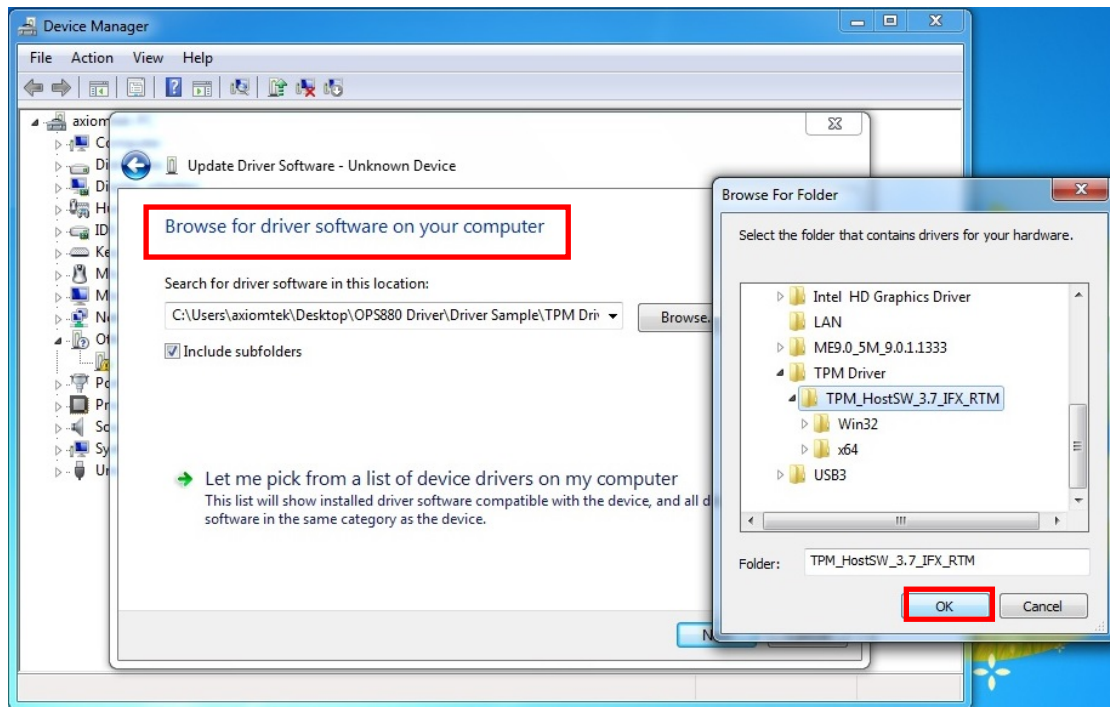 Device Manager
File Action View Help
Update Driver Software - Unknown Device
Browse for driver software on your computer
Search for driver software in this location:
C:\Users\axiomtek\Desktop\OPS880 Driver\Driver Sample\TPM
Browse.
Include subfolders
Let me pick from a list of device drivers on my computer
This list will show installed driver software compatible with the device, and all
software in the same category as the device.
Browse For Folder
Select the folder that contains drivers for your hardware.
Intel HD Graphics Driver
LAN
ME9.0_5M_9.0.1.1333
TPM Driver
TPM_HostSW_3.7_IFX_RTM
Win32
x64
USB3
Folder: TPM_HostSW_3.7_IFX_RTM
OK Cancel